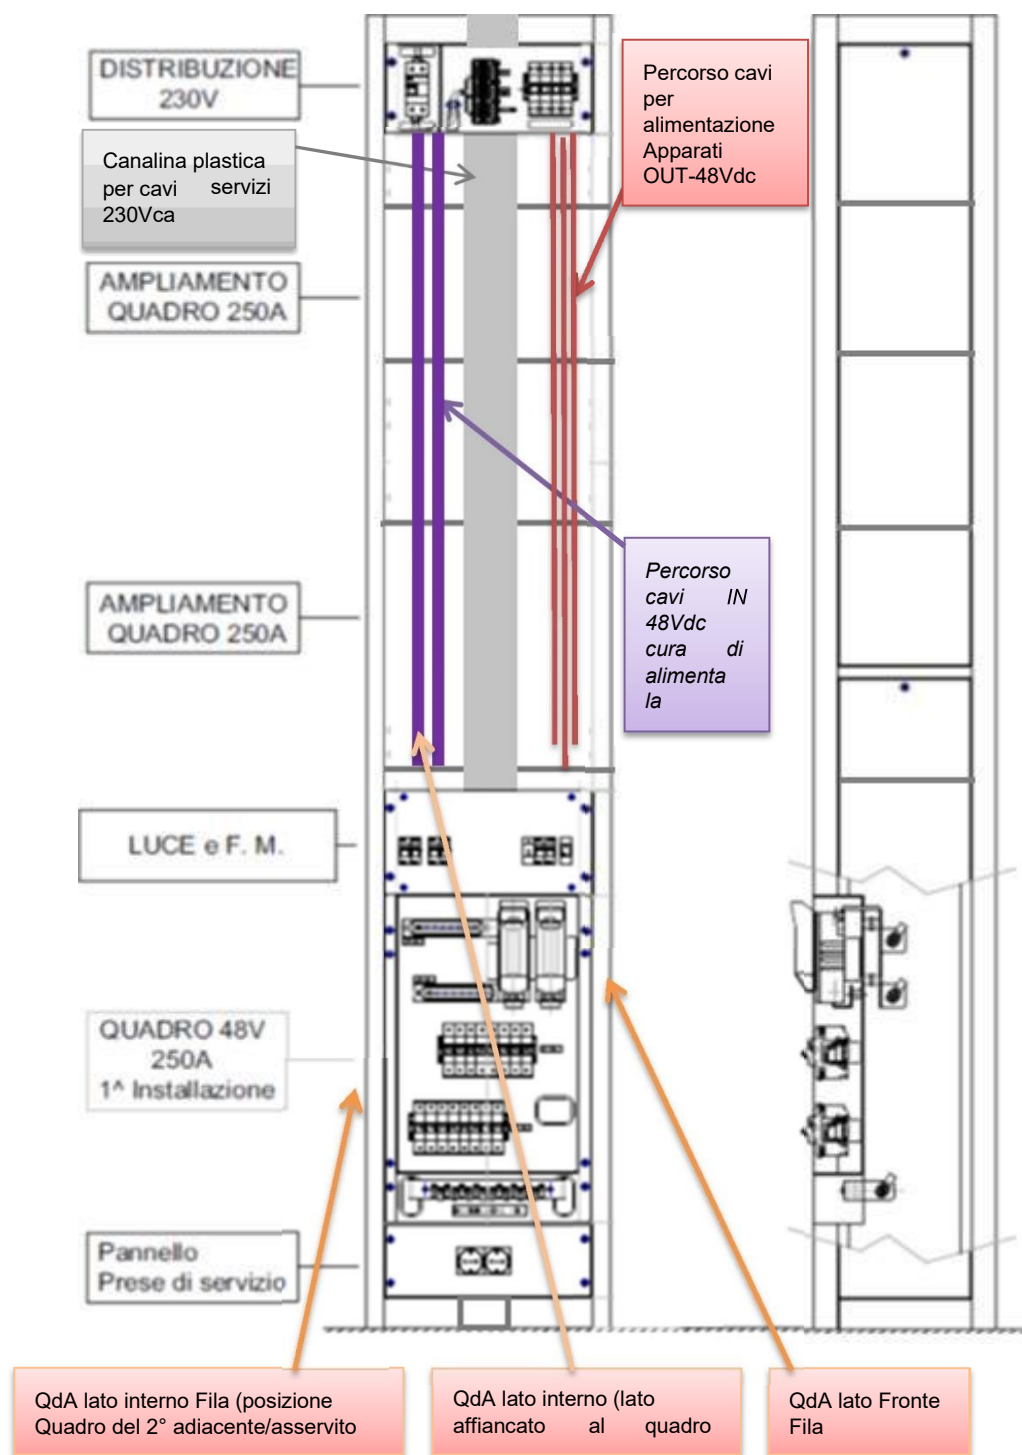 DISTRIBUZIONE
230V
Canalina plastica
per cavi servizi
230Vca
Percorso cavi
per
alimentazione
Apparati
OUT-48Vdc
AMPLIAMENTO
QUADRO 250A
Percorso
cavi IN
48Vdc
cura di
alimenta
la
AMPLIAMENTO
QUADRO 250A
LUCE e F. M.
QUADRO 48V
250A
1^ Installazione
Pannello
Prese di servizio
QdA lato interno Fila (posizione
Quadro del 2° adiacente/asservito
QdA lato interno (lato
affiancato al quadro
QdA lato Fronte
Fila